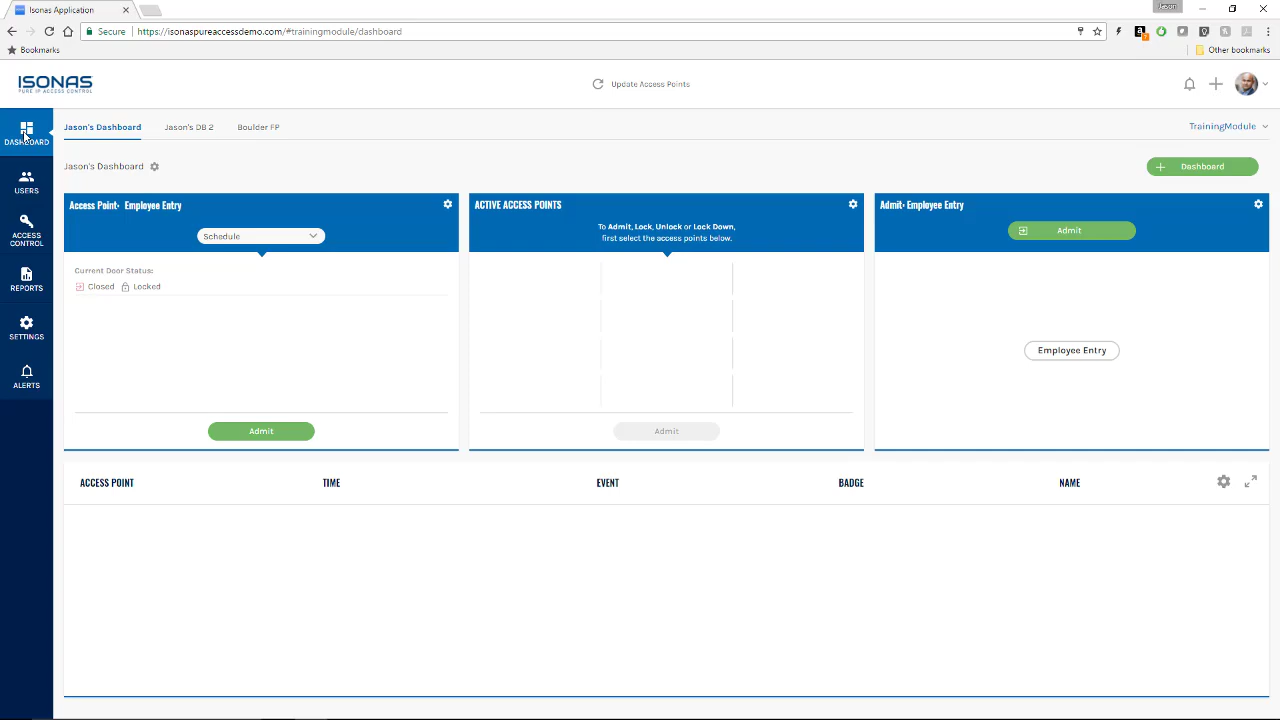 Isonas Application
Jason
Secure
https://isonaspureaccessdemo.com/#trainingmodule/dashboard
Bookmarks
Other bookmarks
ISONAS
PURE IP ACCESS CONTROL
Update Access Points
DASHBOARD
USERS
ACCESS
CONTROL
REPORTS
SETTINGS
ALERTS
Jason's Dashboard
Jason's DB 2
Boulder FP
TrainingModule
Jason's Dashboard
Dashboard
Access Point: Employee Entry
Schedule
Current Door Status:
Closed
Locked
Admit
ACTIVE ACCESS POINTS
To Admit, Lock, Unlock or Lock Down,
first select the access points below.
Admit
Admit: Employee Entry
Admit
Employee Entry
ACCESS POINT
TIME
EVENT
BADGE
NAME